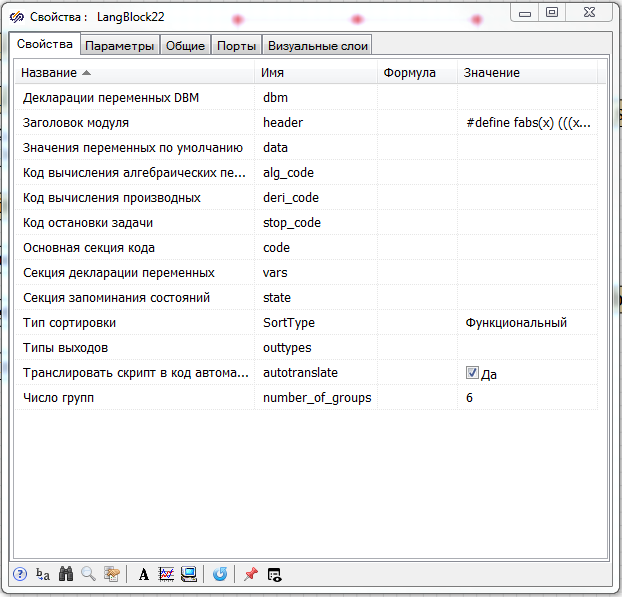 Свойства : LangBlock22
Свойства Параметры Общие Порты Визуальные слои
Название Имя Формула Значение
Декларации переменных DBM dbm
Заголовок модуля header #define fabs(x) (((x...
Значения переменных по умолчанию data
Код вычисления алгебраических пе... alg_code
Код вычисления производных deri_code
Код остановки задачи stop_code
Основная секция кода code
Секция декларации переменных vars
Секция запоминания состояний state
Тип сортировки SortType Функциональный
Типы выходов outtypes
Транслировать скрипт в код автома... autotranslate Да
Число групп number_of_groups 6